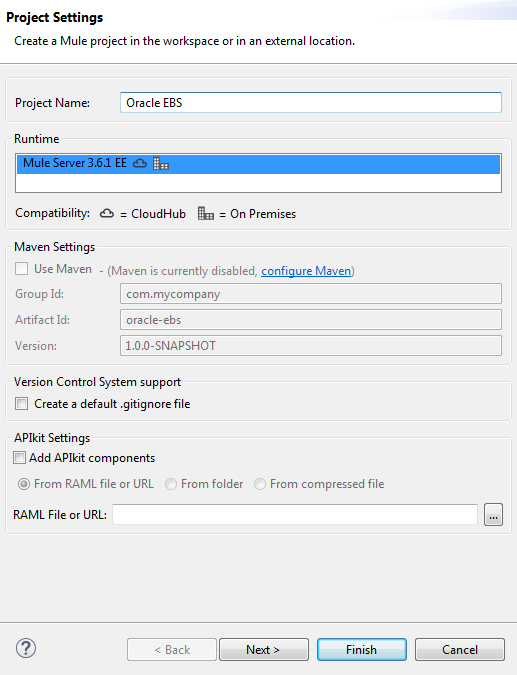 Project Settings
Create a Mule project in the workspace or in an external location.
Project Name: Oracle EBS
Runtime
Mule Server 3.6.1 EE
Compatibility: = CloudHub = On Premises
Maven Settings
Use Maven - (Maven is currently disabled, configure Maven)
Group Id: com.mycompany
Artifact Id: oracle-ebs
Version: 1.0.0-SNAPSHOT
Version Control System support
Create a default .gitignore file
APIkit Settings
Add APIkit components
From RAML file or URL From folder From compressed file
RAML File or URL: ...
? < Back Next > Finish Cancel